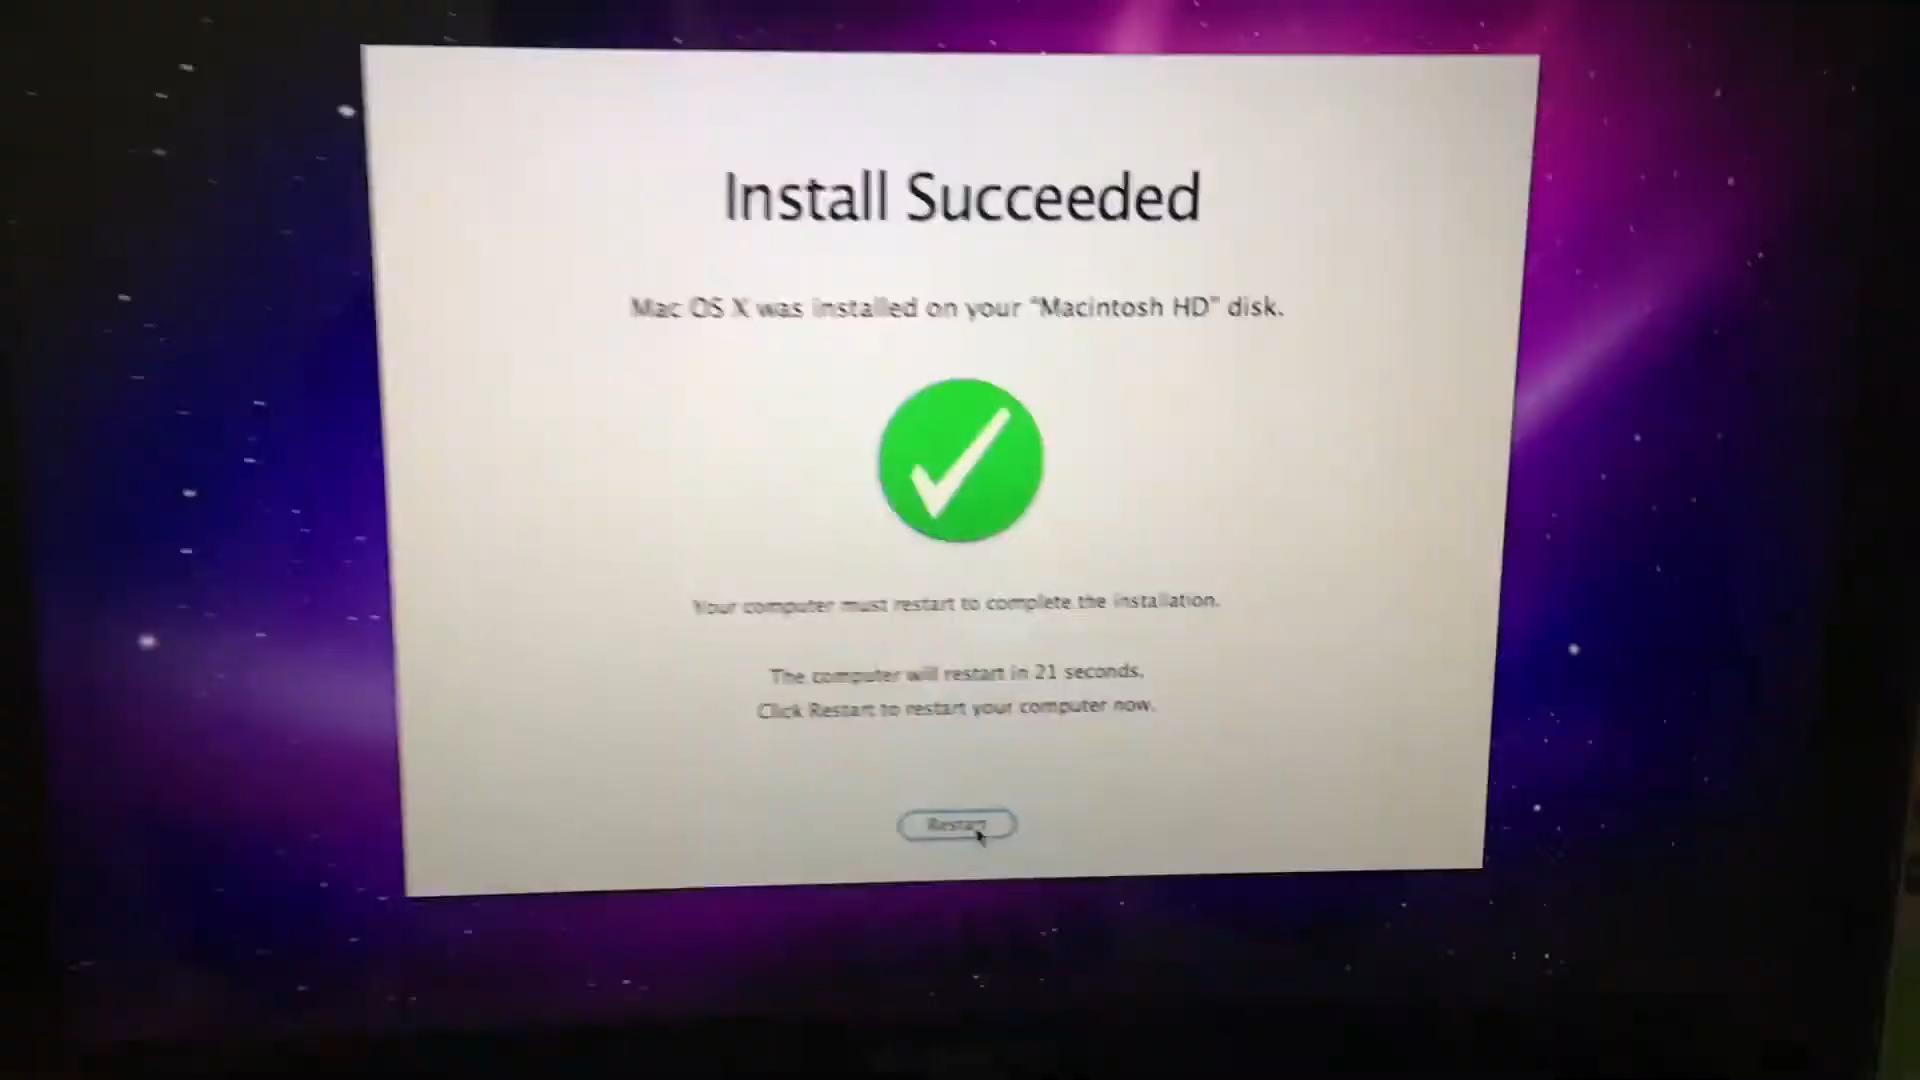 Install Succeeded
Mac OS X was installed on your "Macintosh HD" disk.
Your computer must restart to complete the installation.
The computer will restart in 21 seconds.
Click Restart to restart your computer now.
Restart